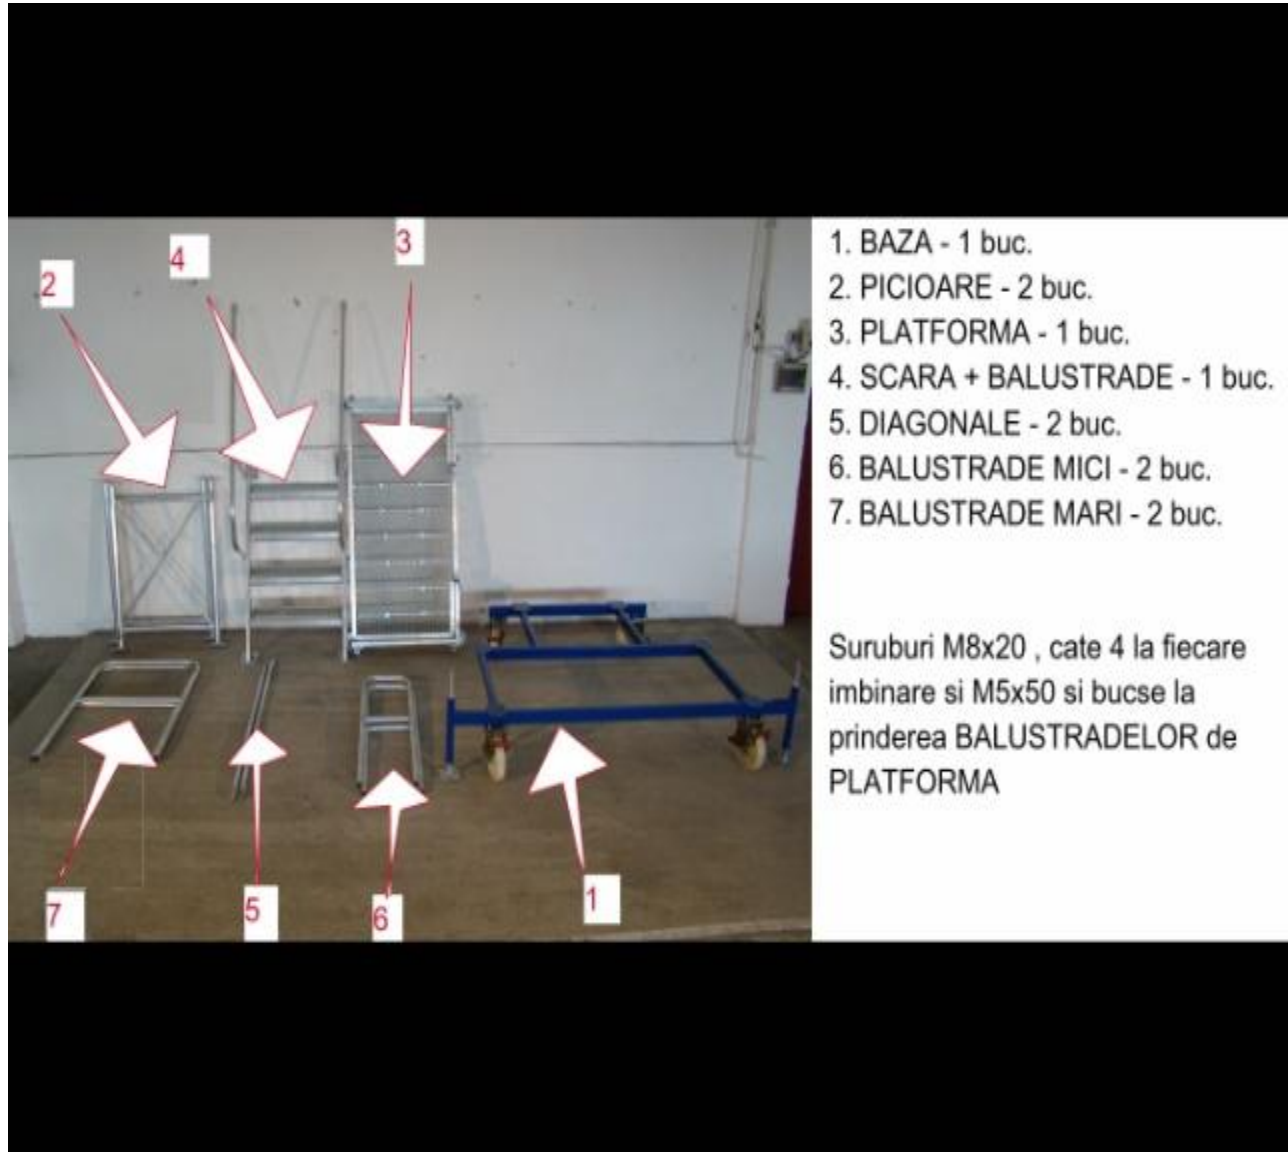 2
4
3
7
5
6
1
1. BAZA - 1 buc.
2. PICIOARE - 2 buc.
3. PLATFORMA - 1 buc.
4. SCARA + BALUSTRADE - 1 buc.
5. DIAGONALE - 2 buc.
6. BALUSTRADE MICI - 2 buc.
7. BALUSTRADE MARI - 2 buc.
Suruburi M8x20 , cate 4 la fiecare
imbinare si M5x50 si bucse la
prinderea BALUSTRADELOR de
PLATFORMA